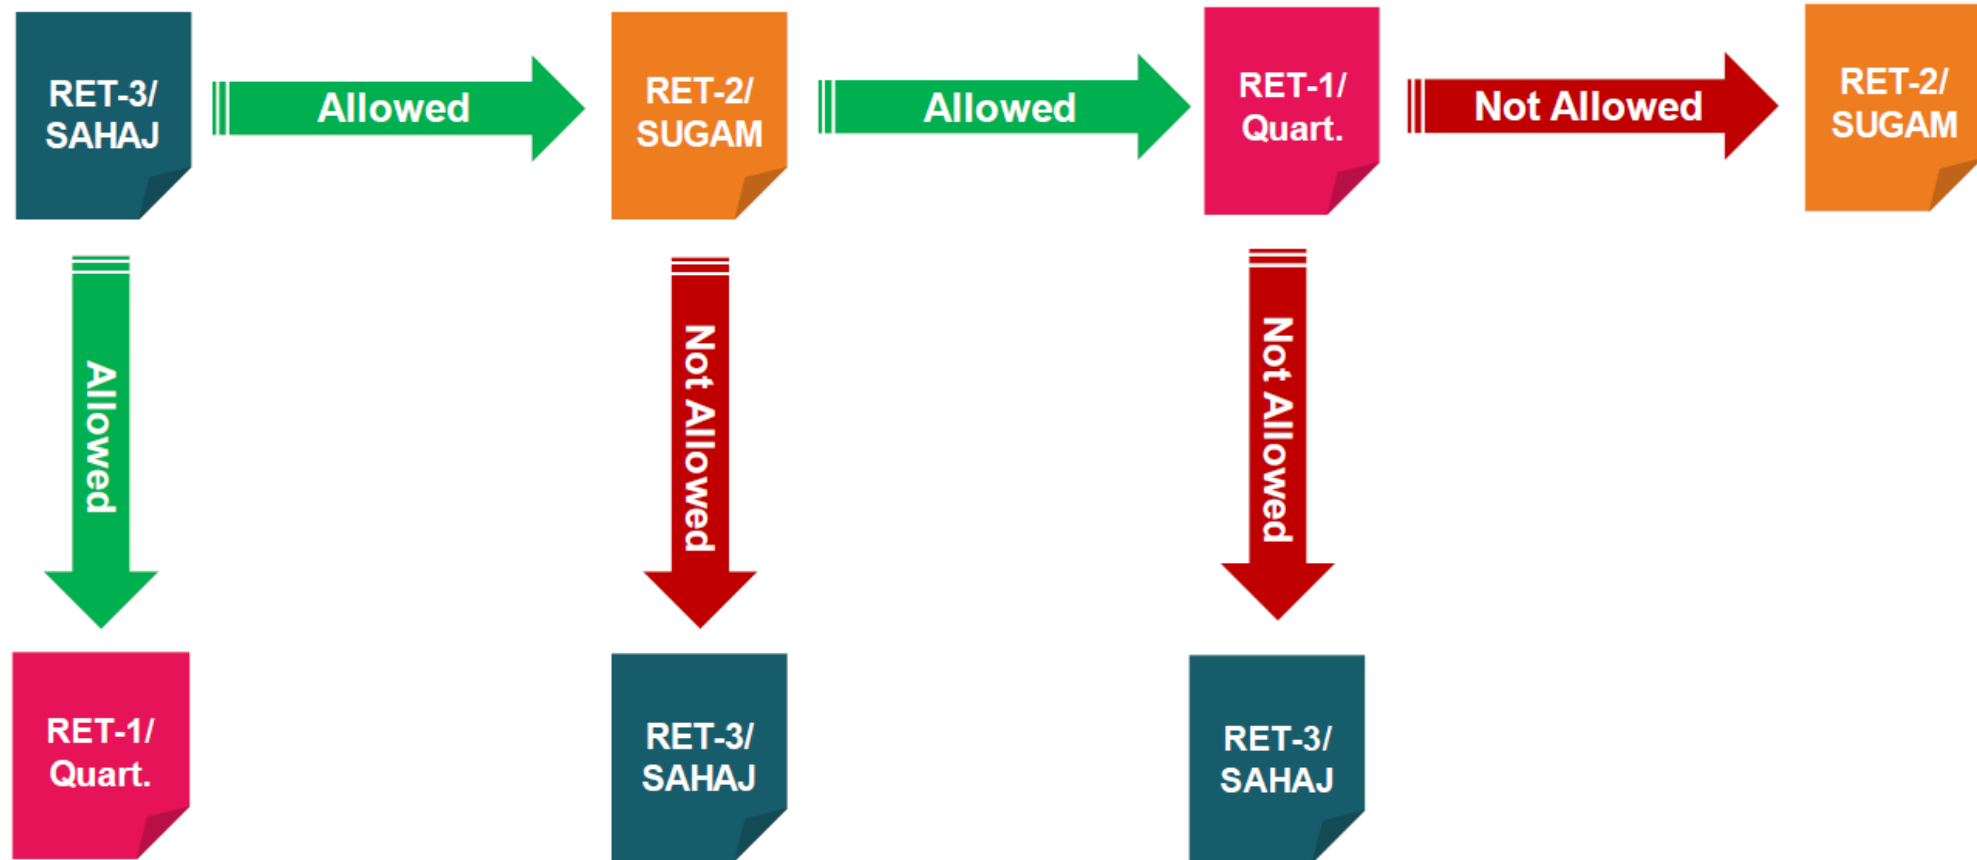 RET-3/
SAHAJ
Allowed
RET-2/
SUGAM
Allowed
RET-1/
Quart.
Not Allowed
RET-2/
SUGAM
Allowed
Not Allowed
Not Allowed
RET-1/
Quart.
RET-3/
SAHAJ
RET-3/
SAHAJ